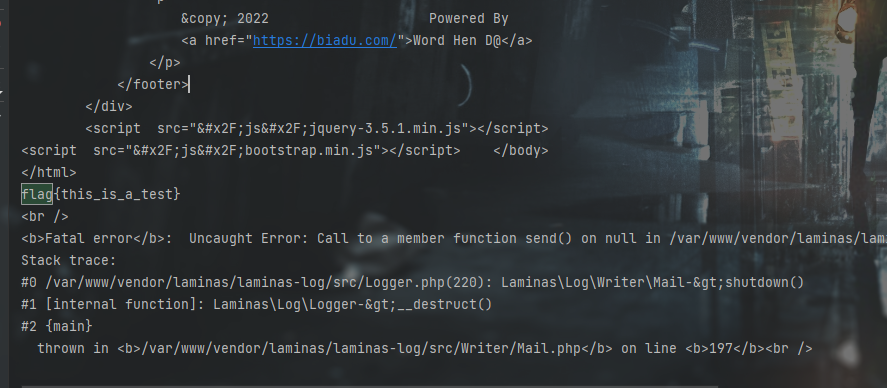 &copy; 2022                    Powered By
<a href="https://biadu.com/">Word Hen D@</a>
</p>
</footer>
</div>
<script  src="&#x2F;js&#x2F;jquery-3.5.1.min.js"></script>
<script  src="&#x2F;js&#x2F;bootstrap.min.js"></script>    </body>
</html>
flag{this_is_a_test}
<br />
<b>Fatal error</b>:  Uncaught Error: Call to a member function send() on null in /var/www/vendor/laminas/lam
Stack trace:
#0 /var/www/vendor/laminas/laminas-log/src/Logger.php(220): Laminas\Log\Writer\Mail-&gt;shutdown()
#1 [internal function]: Laminas\Log\Logger-&gt;__destruct()
#2 {main}
  thrown in <b>/var/www/vendor/laminas/laminas-log/src/Writer/Mail.php</b> on line <b>197</b><br />